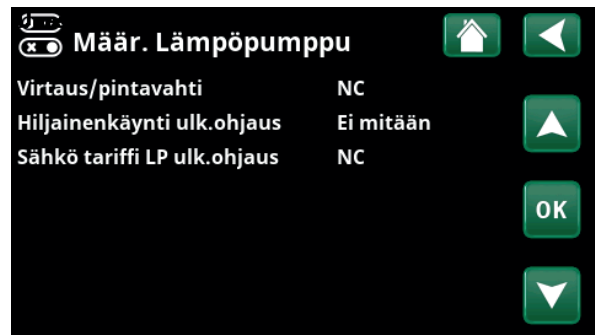 Määr. Lämpöpumppu
Virtaus/pintavahti NC
Hiljainenkäynti ulk.ohjaus Ei mitään
Sähkö tariffi LP ulk.ohjaus NC
OK